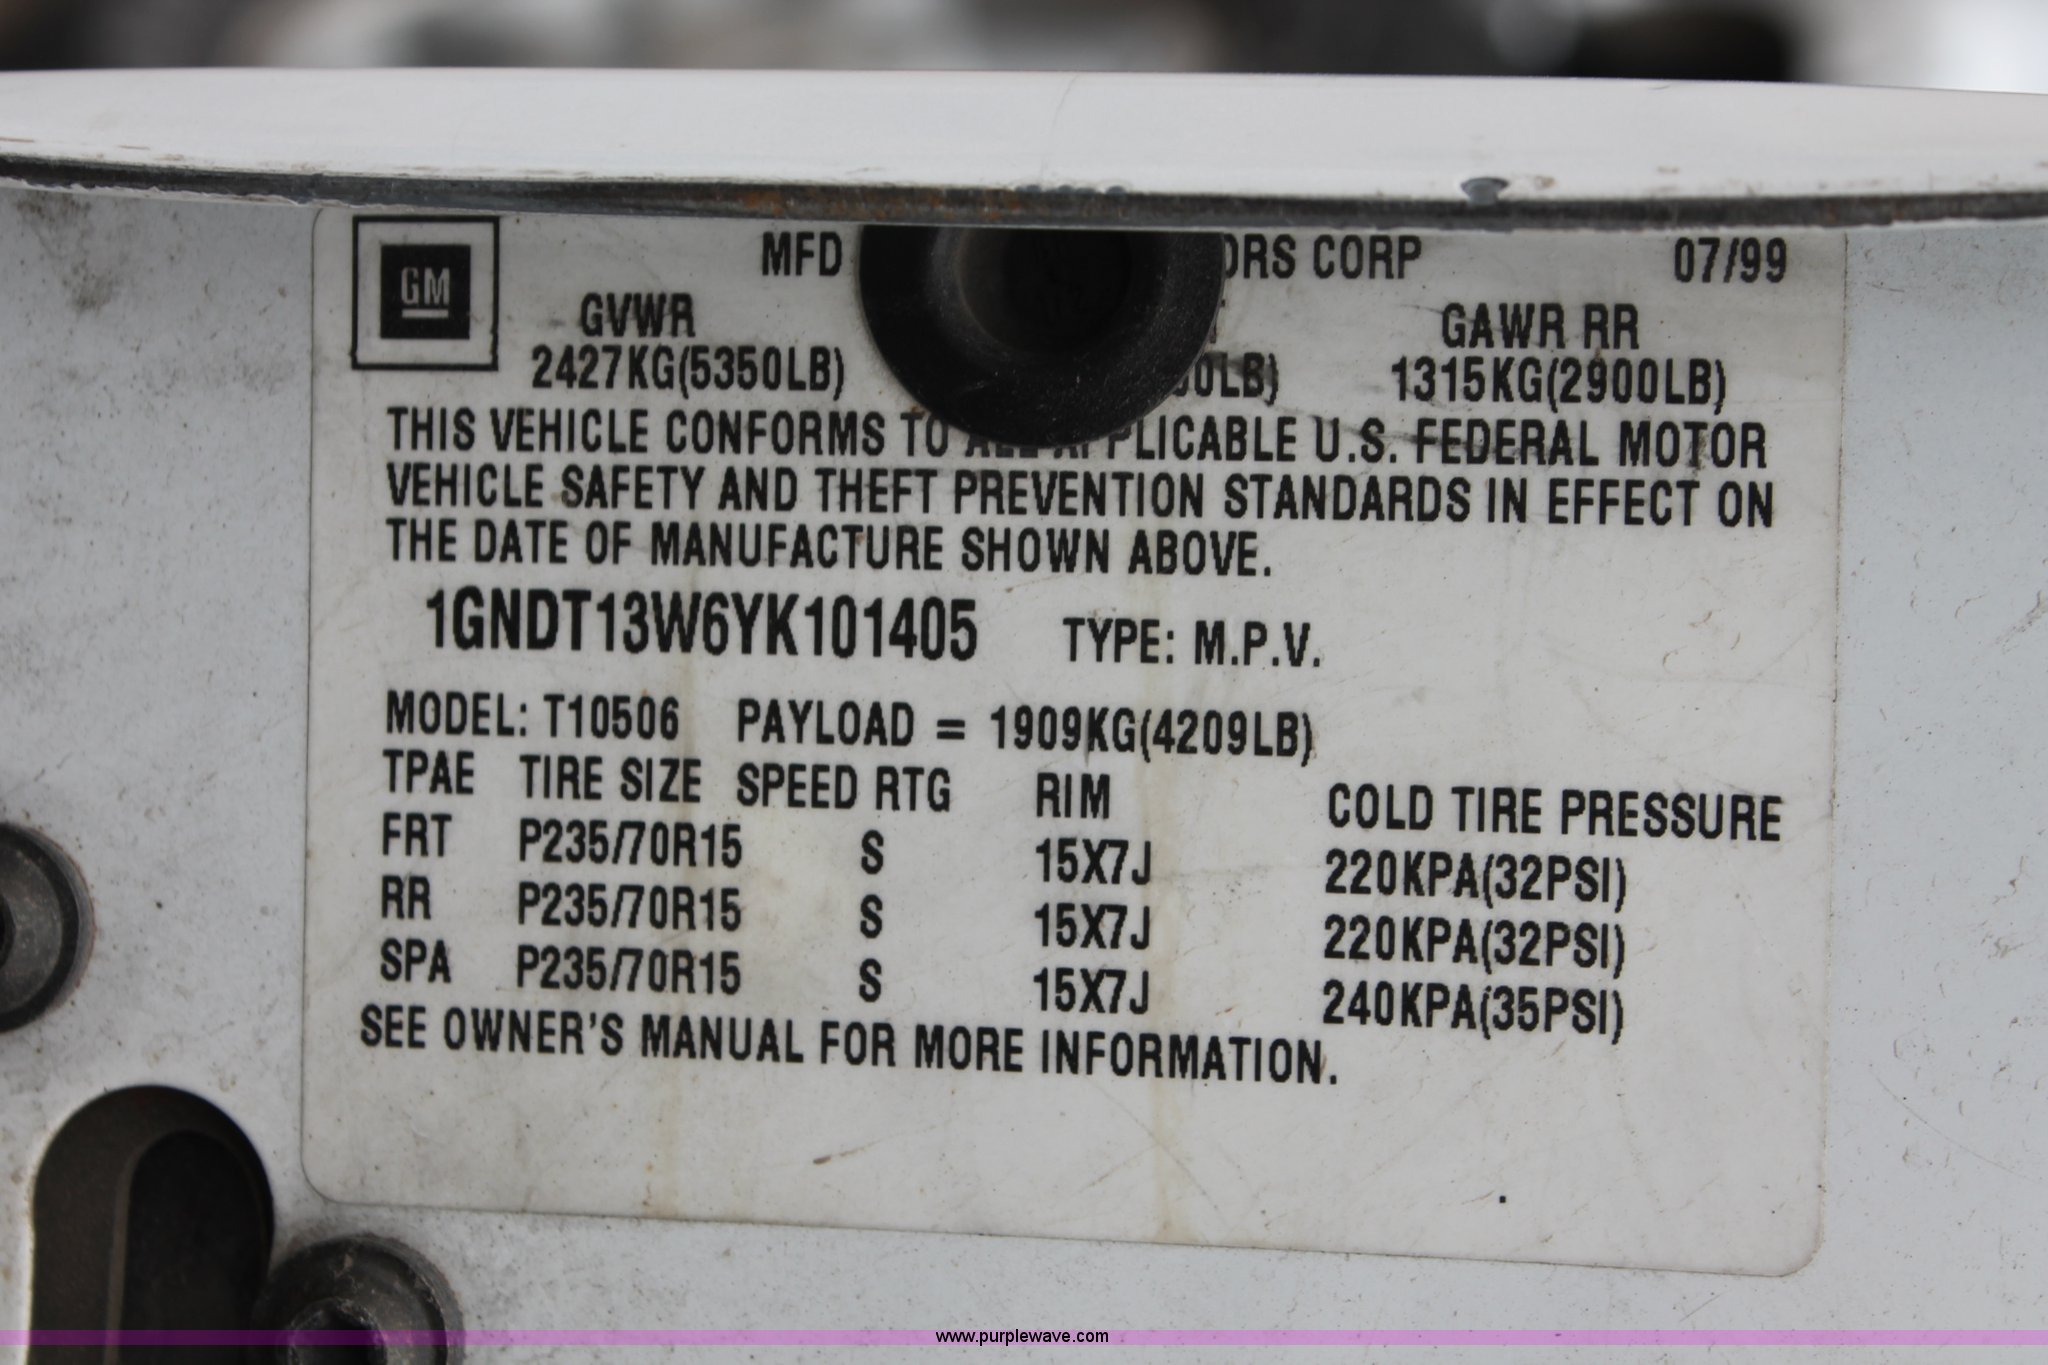 GM
MFD CORP 07/99
GVWR GAWR RR
2427KG(5350LB) 1315KG(2900LB)
THIS VEHICLE CONFORMS TO ALL APPLICABLE U.S. FEDERAL MOTOR
VEHICLE SAFETY AND THEFT PREVENTION STANDARDS IN EFFECT ON
THE DATE OF MANUFACTURE SHOWN ABOVE.
1GNDT13W6YK101405 TYPE: M.P.V.
MODEL: T10506 PAYLOAD = 1909KG(4209LB)
TPAE TIRE SIZE SPEED RTG RIM COLD TIRE PRESSURE
FRT P235/70R15 S 15X7J 220KPA(32PSI)
RR P235/70R15 S 15X7J 220KPA(32PSI)
SPA P235/70R15 S 15X7J 240KPA(35PSI)
SEE OWNER'S MANUAL FOR MORE INFORMATION.
www.purplewave.com